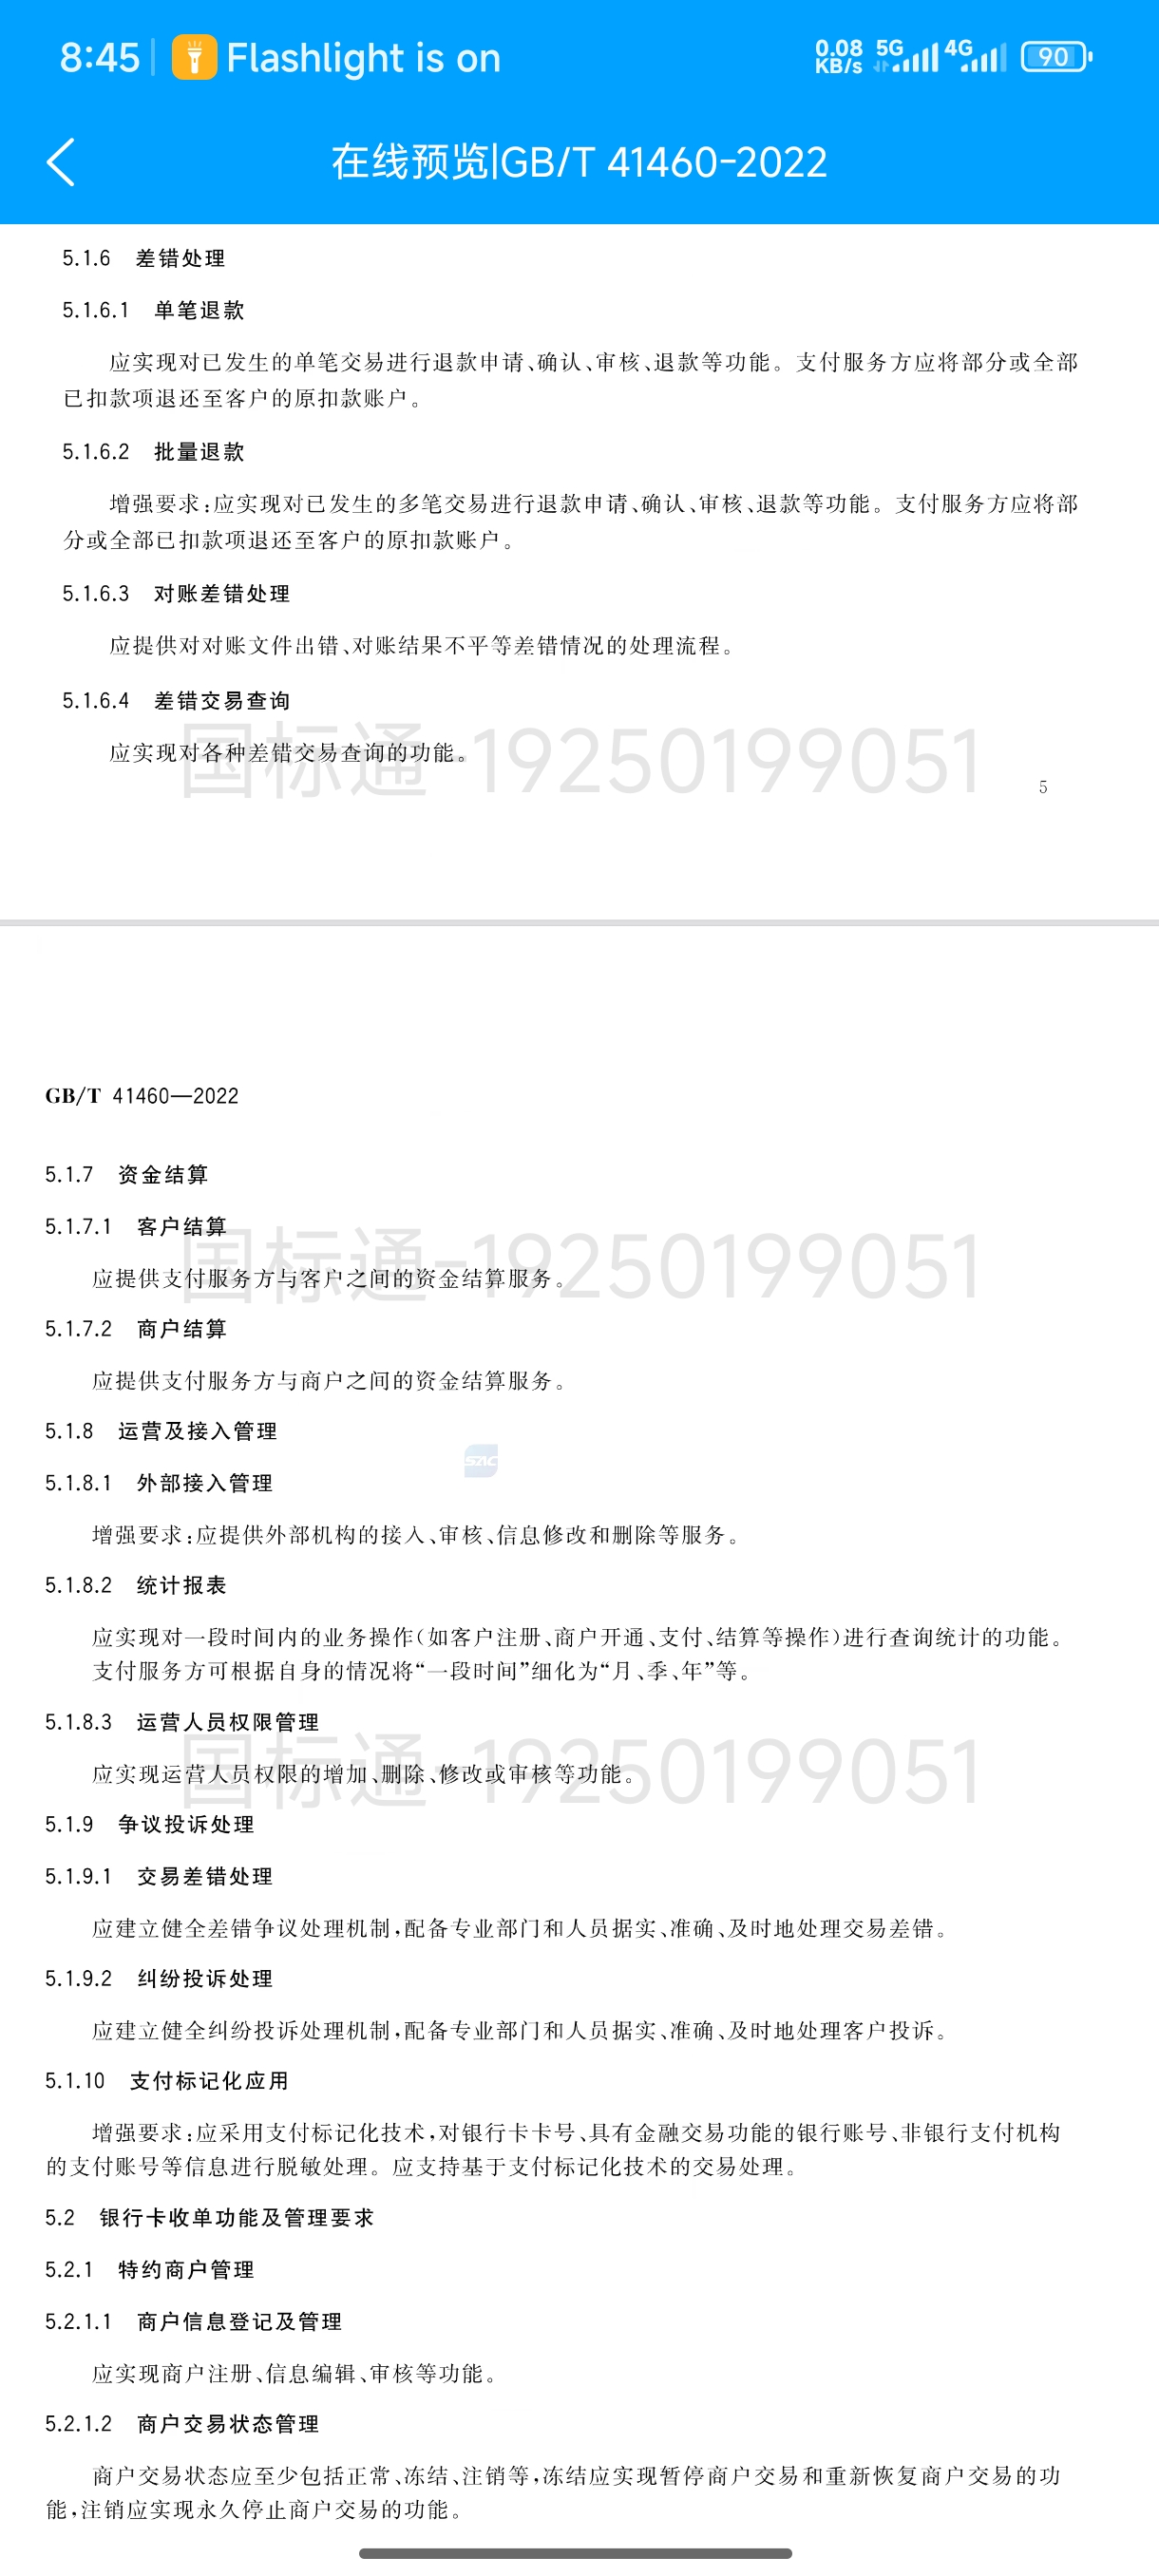 8:45 Flashlight is on 0.08 KB/s 5G 4G 90
在线预览|GB/T 41460-2022
5.1.6 差错处理
5.1.6.1 单笔退款
应实现对已发生的单笔交易进行退款申请、确认、审核、退款等功能。支付服务方应将部分或全部
已扣款项退还至客户的原扣款账户。
5.1.6.2 批量退款
增强要求:应实现对已发生的多笔交易进行退款申请、确认、审核、退款等功能。支付服务方应将部
分或全部已扣款项退还至客户的原扣款账户。
5.1.6.3 对账差错处理
应提供对对账文件出错、对账结果不平等差错情况的处理流程。
5.1.6.4 差错交易查询
应实现对各种差错交易查询的功能。
国标通-19250199051
5
GB/T 41460—2022
5.1.7 资金结算
5.1.7.1 客户结算
国标通-19250199051
应提供支付服务方与客户之间的资金结算服务。
5.1.7.2 商户结算
应提供支付服务方与商户之间的资金结算服务。
5.1.8 运营及接入管理
SAC
5.1.8.1 外部接入管理
增强要求:应提供外部机构的接入、审核、信息修改和删除等服务。
5.1.8.2 统计报表
应实现对一段时间内的业务操作(如客户注册、商户开通、支付、结算等操作)进行查询统计的功能。
支付服务方可根据自身的情况将“一段时间”细化为“月、季、年”等。
5.1.8.3 运营人员权限管理
国标通-19250199051
应实现运营人员权限的增加、删除、修改或审核等功能。
5.1.9 争议投诉处理
5.1.9.1 交易差错处理
应建立健全差错争议处理机制,配备专业部门和人员据实、准确、及时地处理交易差错。
5.1.9.2 纠纷投诉处理
应建立健全纠纷投诉处理机制,配备专业部门和人员据实、准确、及时地处理客户投诉。
5.1.10 支付标记化应用
增强要求:应采用支付标记化技术,对银行卡卡号、具有金融交易功能的银行账号、非银行支付机构
的支付账号等信息进行脱敏处理。应支持基于支付标记化技术的交易处理。
5.2 银行卡收单功能及管理要求
5.2.1 特约商户管理
5.2.1.1 商户信息登记及管理
应实现商户注册、信息编辑、审核等功能。
5.2.1.2 商户交易状态管理
商户交易状态应至少包括正常、冻结、注销等,冻结应实现暂停商户交易和重新恢复商户交易的功
能,注销应实现永久停止商户交易的功能。